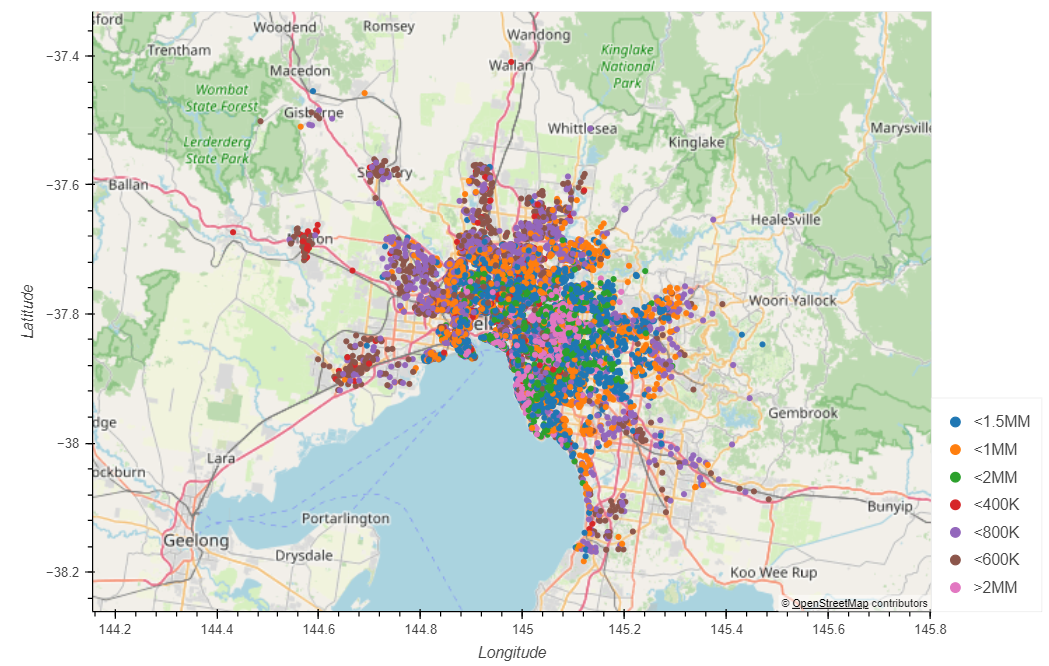 Woodend
Romsey
Wandong
Trentham
Kinglake
National
Park
Macedon
Wallan
Wombat
State Forest
Gisborne
Whittlesea
Marysville
Lerderderg
State Park
Kinglake
Ballan
Healesville
Woori Yallock
Gembrook
Lara
Bunyip
Portarlington
Geelong
Drysdale
Koo Wee Rup
© OpenStreetMap contributors
−37.4
−37.6
−37.8
−38
−38.2
Latitude
144.2
144.4
144.6
144.8
145
145.2
145.4
145.6
145.8
Longitude
<1.5MM
<1MM
<2MM
<400K
<800K
<600K
>2MM